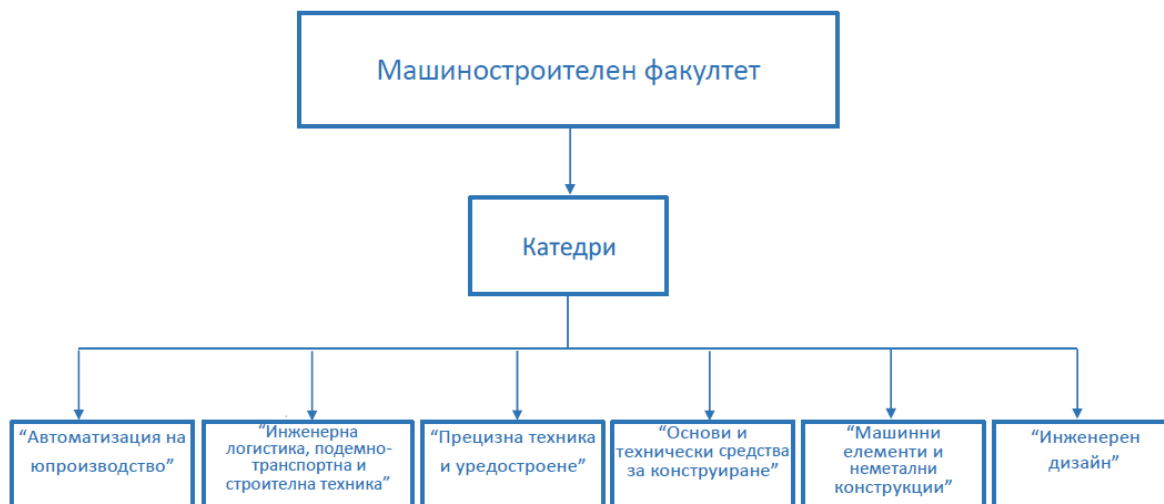 Машиностроителен факултет
Катедри
“Автоматизация на
юпроизводство”
“Инженерна
логистика, подемно-
транспортна и
строителна техника”
“Прецизна техника
и уредостроене”
“Основи и
технически средства
за конструиране”
“Машинни
елементи и
неметални
конструкции”
“Инженерен
дизайн”